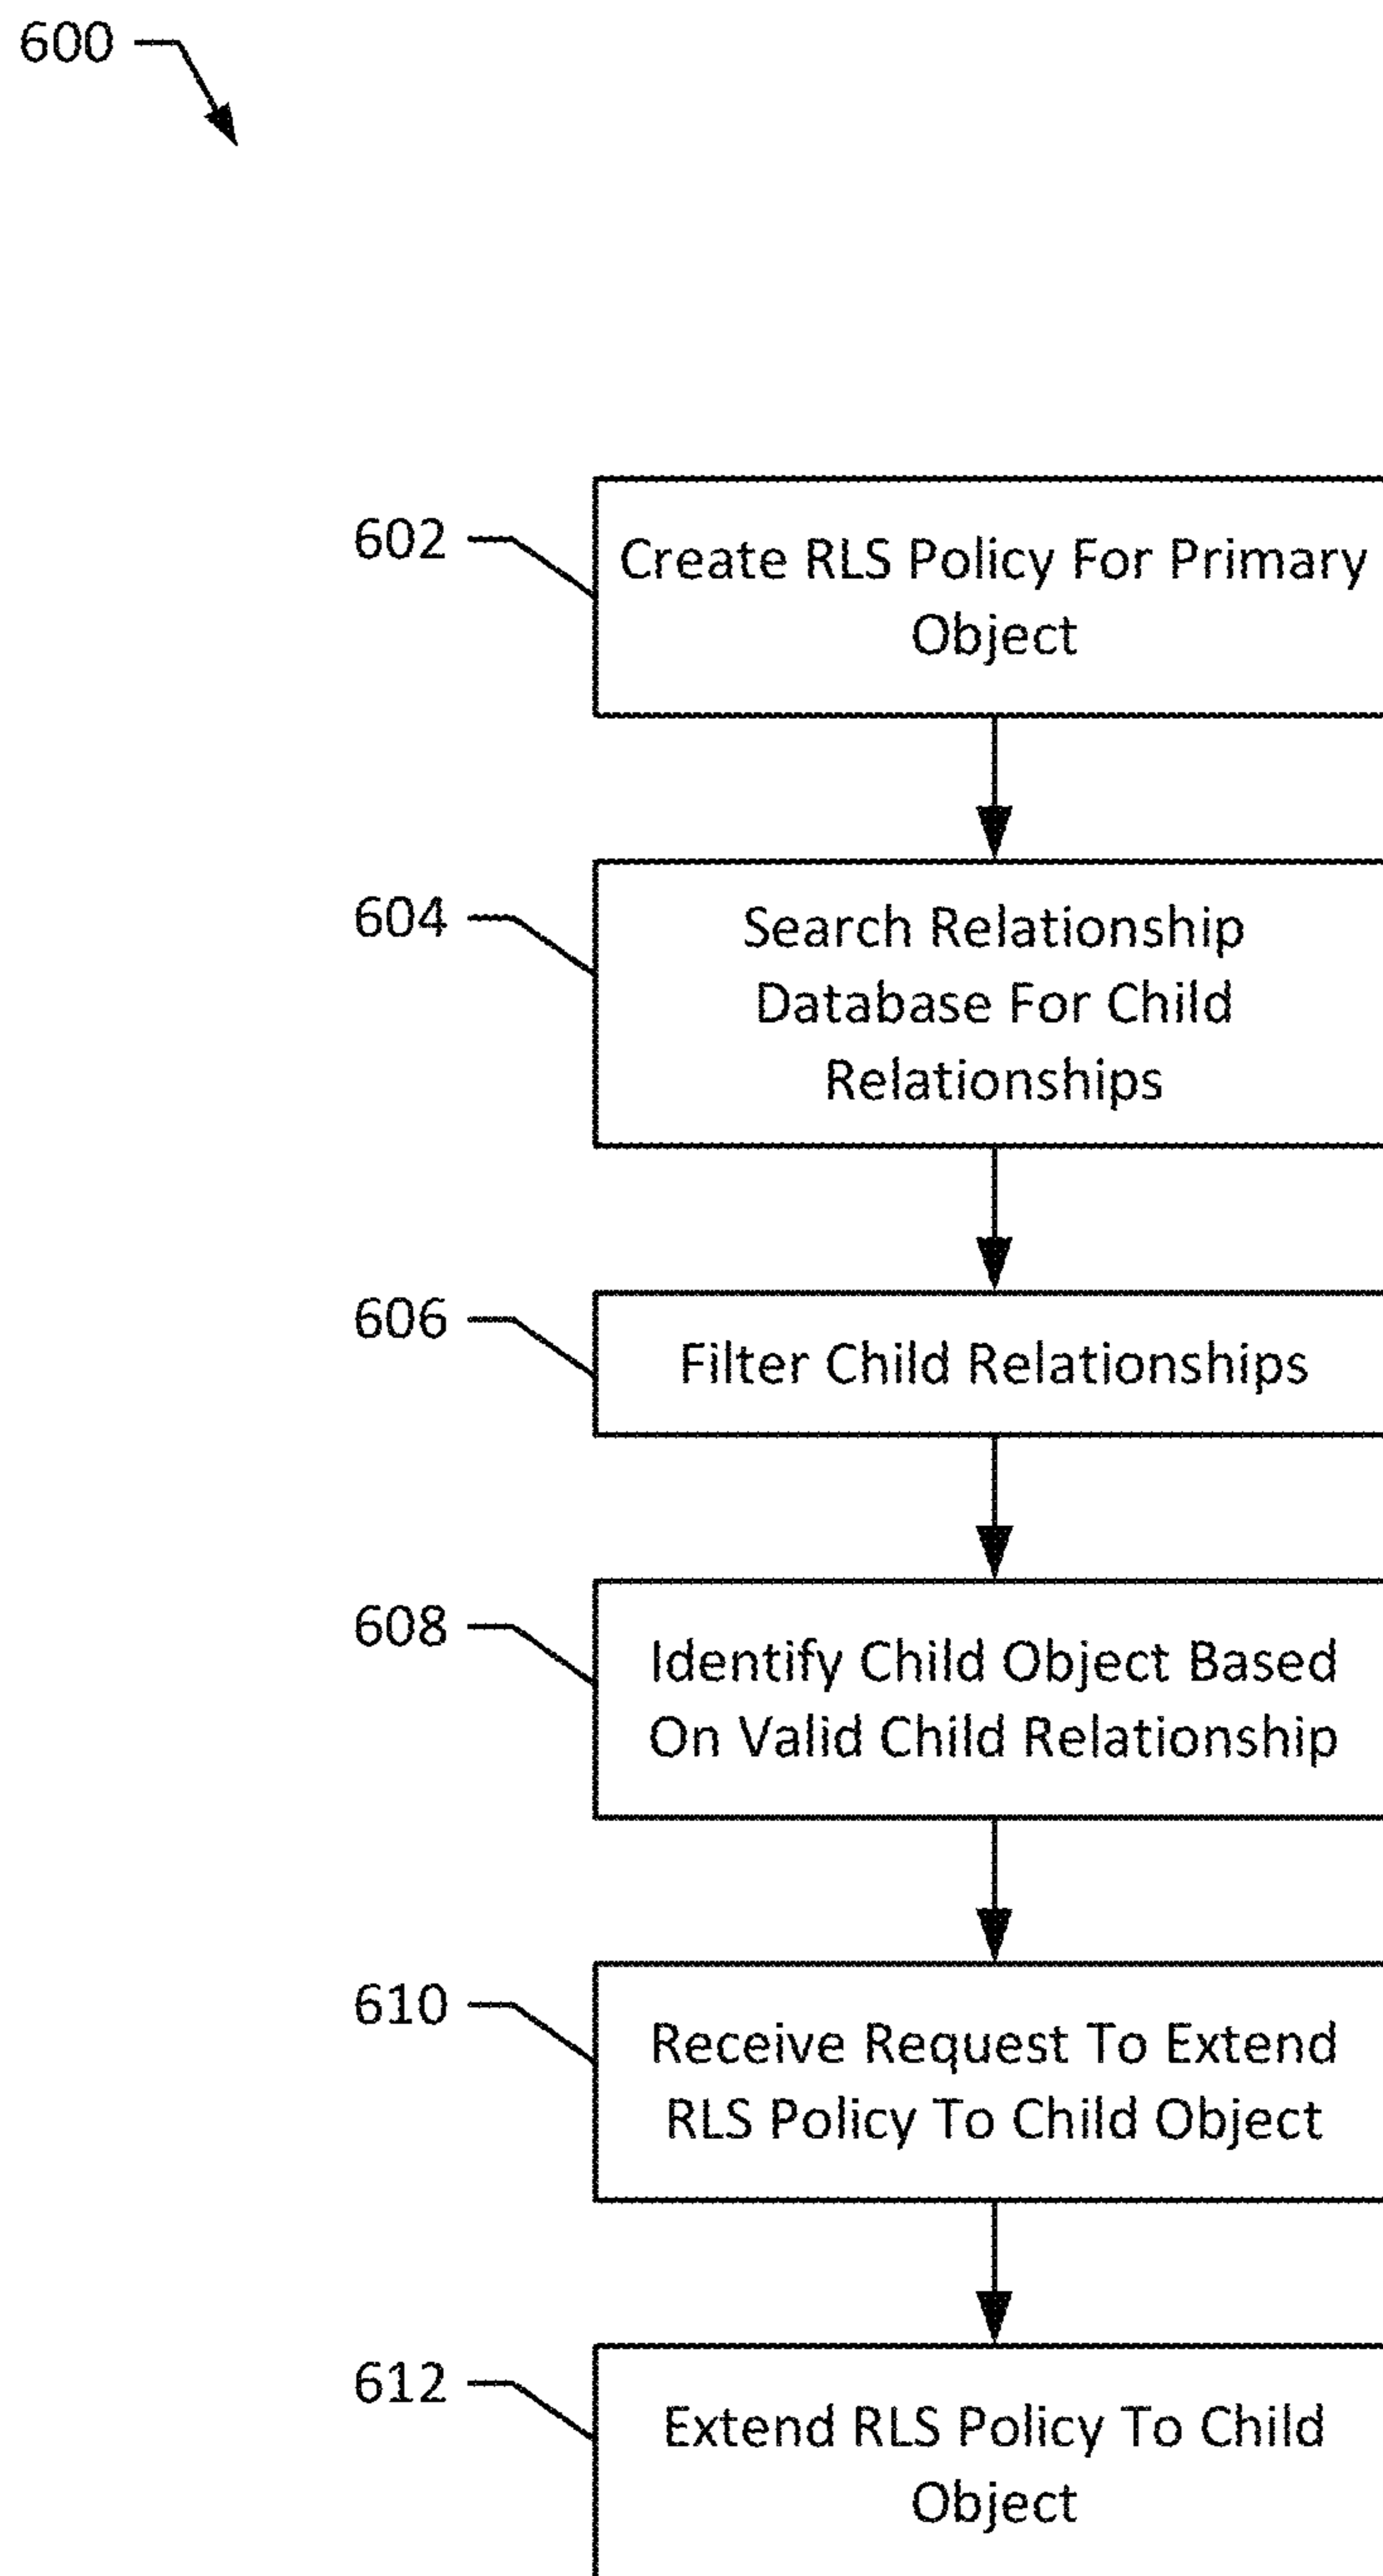 600
602
Create RLS Policy For Primary
Object
604
Search Relationship
Database For Child
Relationships
606
Filter Child Relationships
608
Identify Child Object Based
On Valid Child Relationship
610
Receive Request To Extend
RLS Policy To Child Object
612
Extend RLS Policy To Child
Object